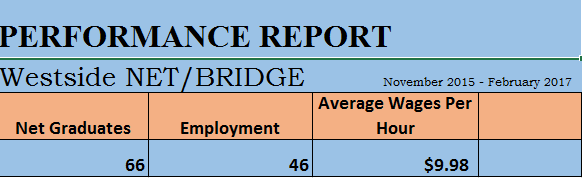 PERFORMANCE REPORT
Westside NET/BRIDGE November 2015 - February 2017
Net Graduates Employment Average Wages Per Hour
66 46 $9.98